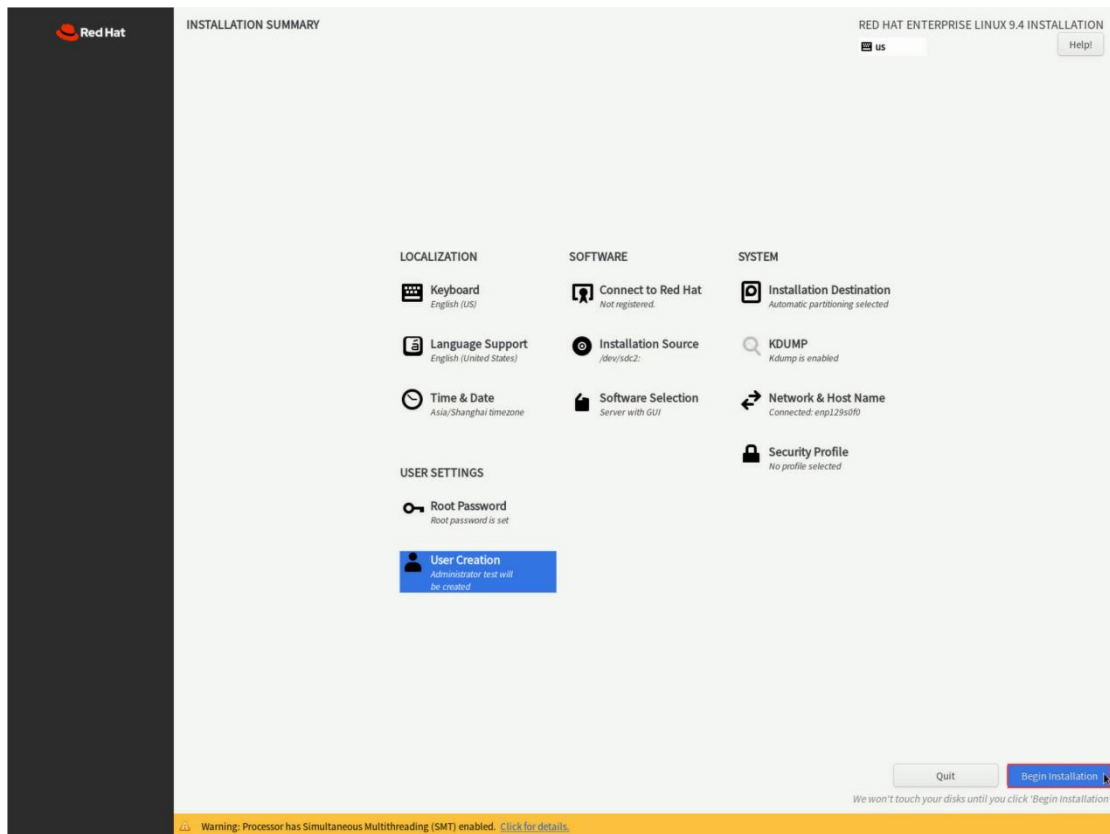 Red Hat
INSTALLATION SUMMARY
RED HAT ENTERPRISE LINUX 9.4 INSTALLATION
us
Help!
LOCALIZATION
Keyboard
English (US)
Language Support
English (United States)
Time & Date
Asia/Shanghai timezone
SOFTWARE
Connect to Red Hat
Not registered.
Installation Source
/dev/sdc2:
Software Selection
Server with GUI
SYSTEM
Installation Destination
Automatic partitioning selected
KDUMP
Kdump is enabled
Network & Host Name
Connected: enp129s0f0
Security Profile
No profile selected
USER SETTINGS
Root Password
Root password is set
User Creation
Administrator test will
be created
Quit
Begin Installation
We won't touch your disks until you click 'Begin Installation
Warning: Processor has Simultaneous Multithreading (SMT) enabled. Click for details.